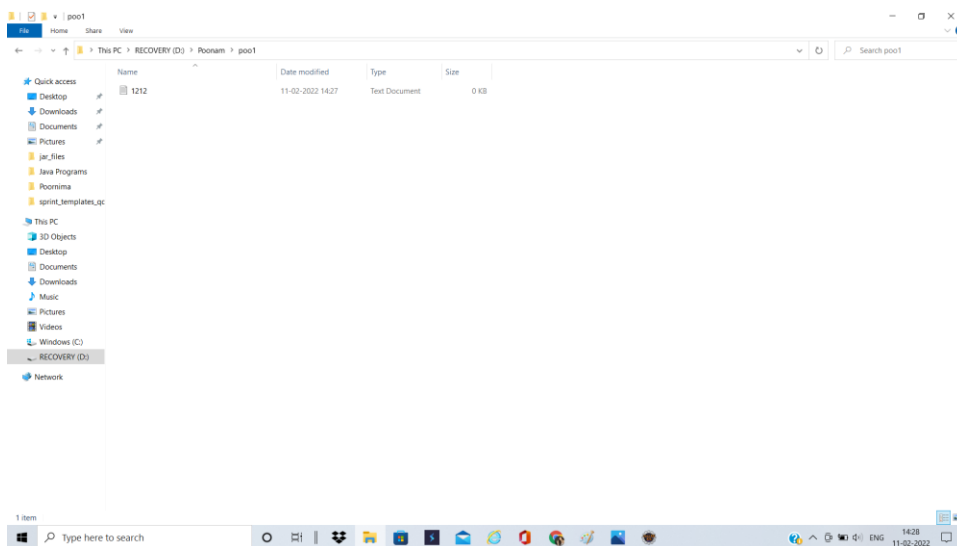 poo1
File Home Share View
This PC > RECOVERY (D:) > Poonam > poo1
Search poo1
Name Date modified Type Size
1212 11-02-2022 14:27 Text Document 0 KB
Quick access
Desktop
Downloads
Documents
Pictures
jar_files
Java Programs
Poornima
sprint_templates_qc
This PC
3D Objects
Desktop
Documents
Downloads
Music
Pictures
Videos
Windows (C:)
RECOVERY (D:)
Network
1 item
Type here to search
ENG
14:28
11-02-2022